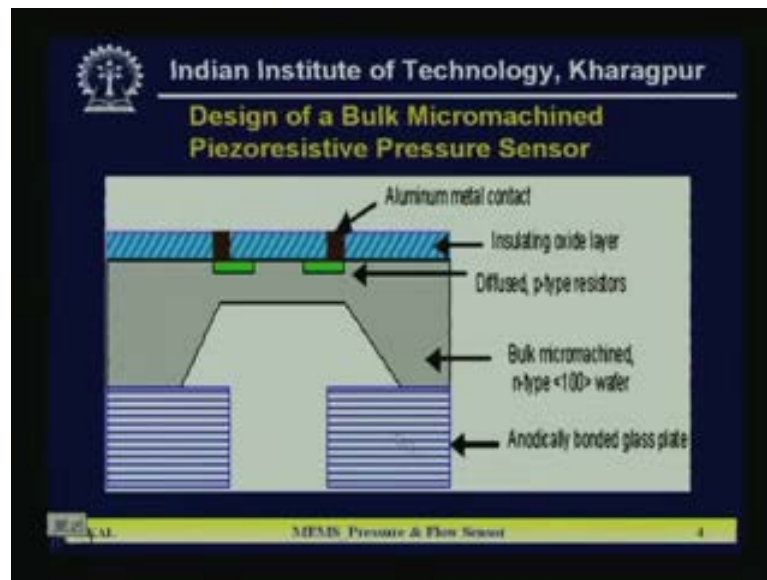 Indian Institute of Technology, Kharagpur
Design of a Bulk Micromachined
Piezoresistive Pressure Sensor
Aluminum metal contact
Insulating oxide layer
Diffused, p-type resistors
Bulk micromachined,
n-type <100> wafer
Anodically bonded glass plate
KAL MEMS Pressure & Flow Sensor 4